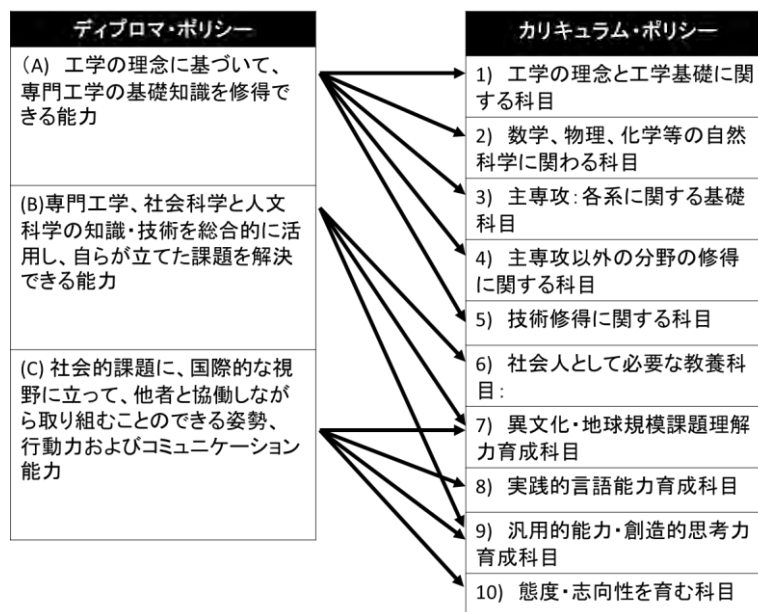 ディプロマ・ポリシー
(A) 工学の理念に基づいて、
専門工学の基礎知識を修得で
きる能力
(B)専門工学、社会科学と人文
科学の知識・技術を総合的に活
用し、自らが立てた課題を解決
できる能力
(C) 社会的課題に、国際的な視
野に立って、他者と協働しなが
ら取り組むことのできる姿勢、
行動力およびコミュニケーション
能力
カリキュラム・ポリシー
1) 工学の理念と工学基礎に関
する科目
2) 数学、物理、化学等の自然
科学に関わる科目
3) 主専攻:各系に関する基礎
科目
4) 主専攻以外の分野の修得
に関する科目
5) 技術修得に関する科目
6) 社会人として必要な教養科
目:
7) 異文化・地球規模課題理解
力育成科目
8) 実践的言語能力育成科目
9) 汎用的能力・創造的思考力
育成科目
10) 態度・志向性を育む科目